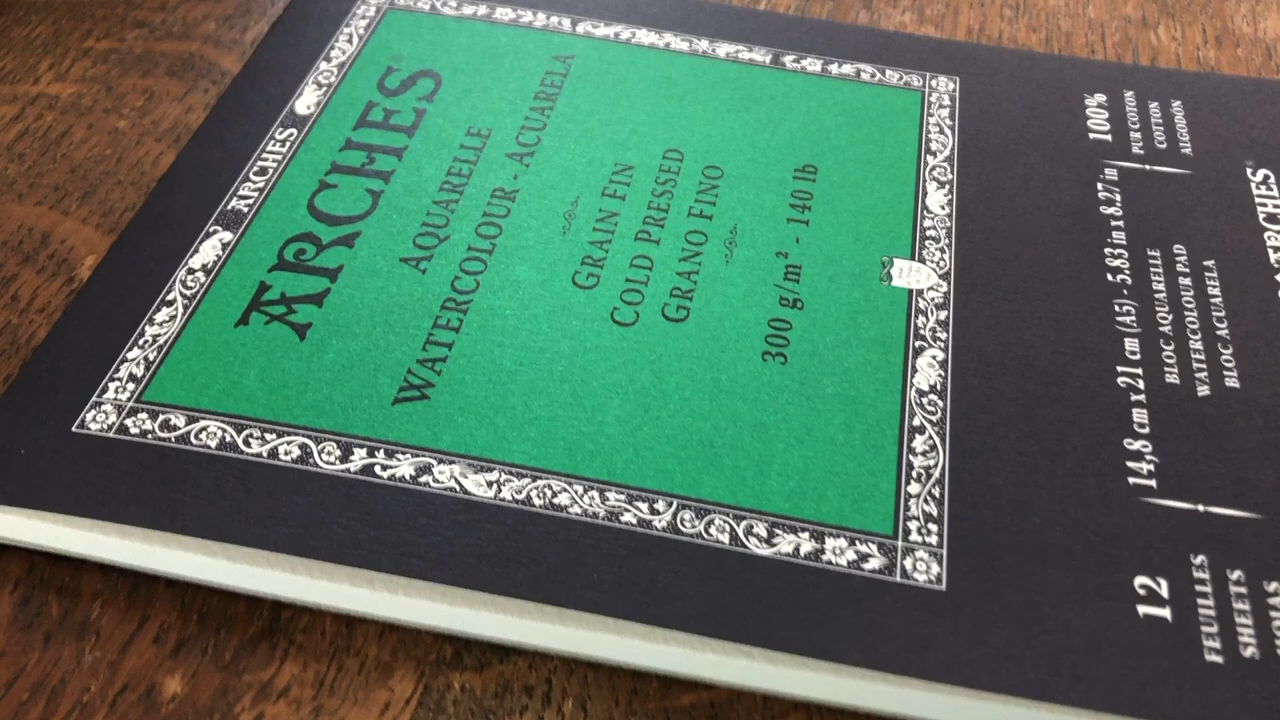 ARCHES
ARCHES
AQUARELLE
WATERCOLOUR - ACUARELA
GRAIN FIN
COLD PRESSED
GRANO FINO
300 g/m² - 140 lb
12
FEUILLES
SHEETS
14,8 cm x 21 cm (A5) - 5.83 in x 8.27 in
BLOC AQUARELLE
WATERCOLOUR PAD
BLOC ACUARELA
100%
PUR COTON
COTTON
ALGODÓN
ARCHES®